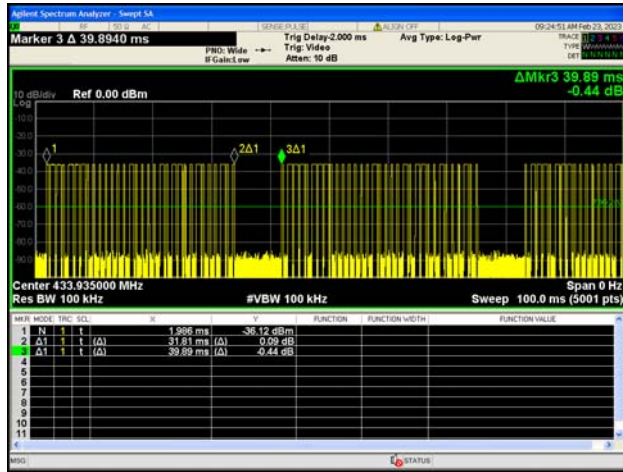 Agilent Spectrum Analyzer - Swept SA
RF 50 Ω AC SENSE:PULSE ALIGN OFF 09:24:51 AM Feb 23, 2023
Marker 3 Δ 39.8940 ms Trig Delay-2.000 ms Avg Type: Log-Pwr TRACE 1 2 3 4 5 6
PNO: Wide Trig: Video TYPE
IFGain:Low Atten: 10 dB DET N N N N N N
ΔMkr3 39.89 ms
10 dB/div Ref 0.00 dBm -0.44 dB
Log
-10.0
-20.0
-30.0 1 2Δ1 3Δ1
-40.0
-50.0
-60.0
-70.0
-80.0
-90.0
Center 433.935000 MHz Span 0 Hz
Res BW 100 kHz #VBW 100 kHz Sweep 100.0 ms (5001 pts)
MKR MODE TRC SCL X Y FUNCTION FUNCTION WIDTH FUNCTION VALUE
1 N 1 t 1.986 ms -36.12 dBm
2 Δ1 1 t (Δ) 31.81 ms (Δ) 0.09 dB
3 Δ1 1 t (Δ) 39.89 ms (Δ) -0.44 dB
4
5
6
7
8
9
10
11
MSG STATUS